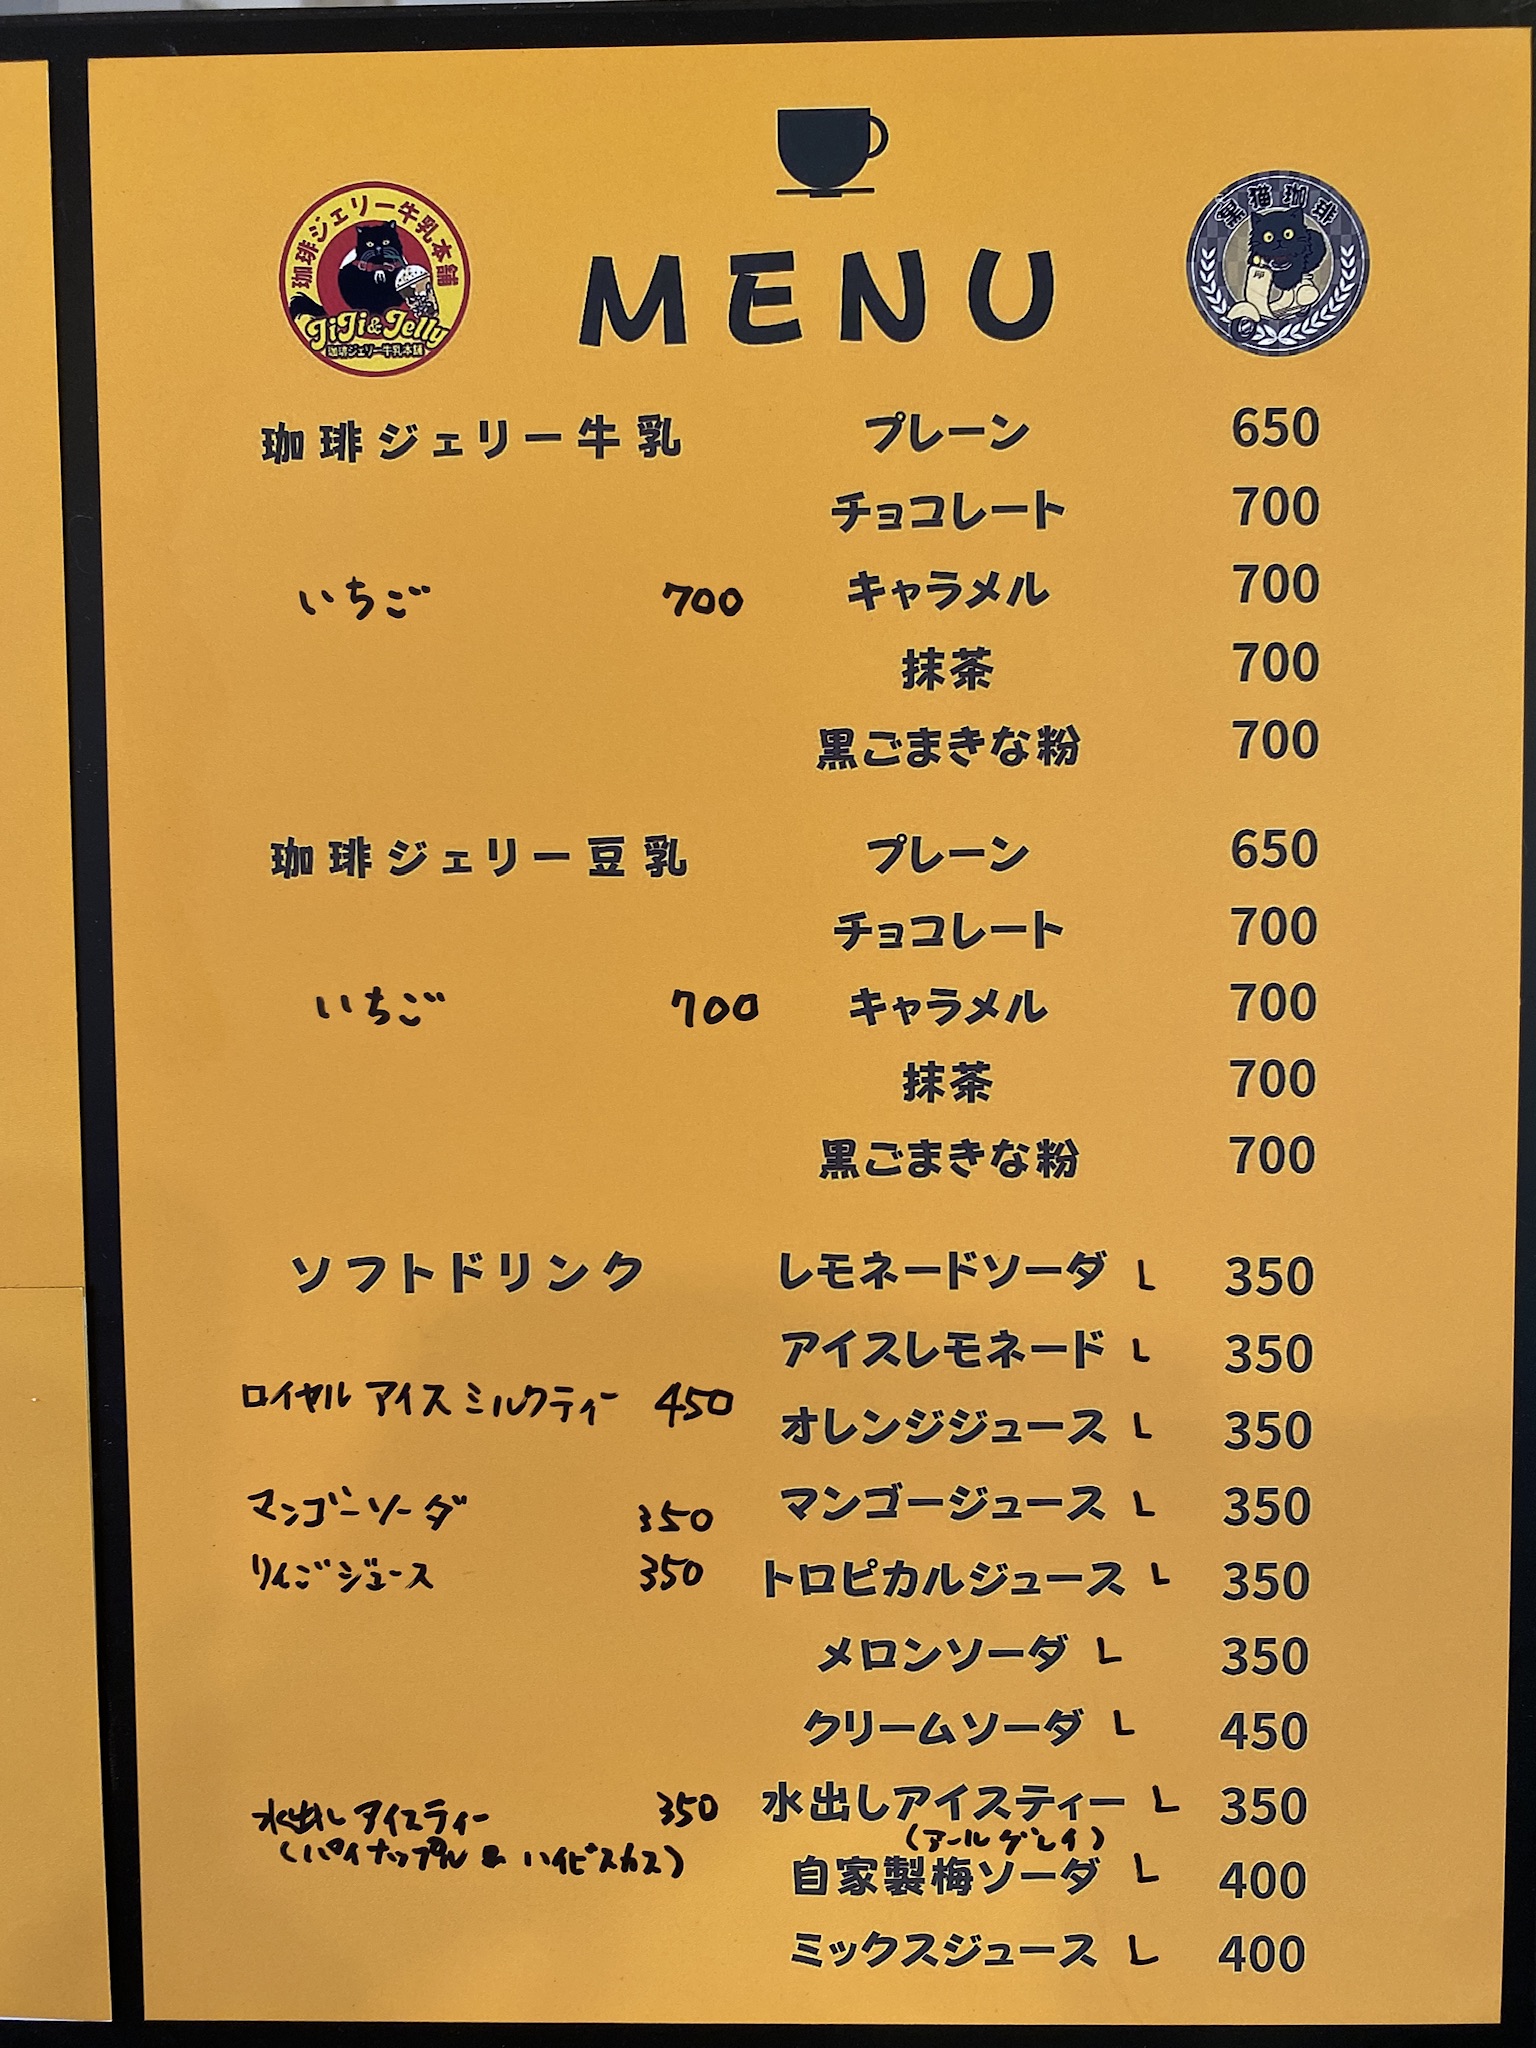 珈琲ジェリー牛乳本舗
JiJi&Jelly
珈琲ジェリー牛乳本舗
黒猫珈琲
MENU
珈琲ジェリー牛乳 プレーン 650
チョコレート 700
いちご 700 キャラメル 700
抹茶 700
黒ごまきな粉 700
珈琲ジェリー豆乳 プレーン 650
チョコレート 700
いちご 700 キャラメル 700
抹茶 700
黒ごまきな粉 700
ソフトドリンク レモネードソーダ L 350
アイスレモネード L 350
ロイヤルアイスミルクティー 450 オレンジジュース L 350
マンゴーソーダ 350 マンゴージュース L 350
りんごジュース 350 トロピカルジュース L 350
メロンソーダ L 350
クリームソーダ L 450
水出しアイスティー 350 水出しアイスティー L 350
(パイナップル & ハイビスカス) (アールグレイ)
自家製梅ソーダ L 400
ミックスジュース L 400